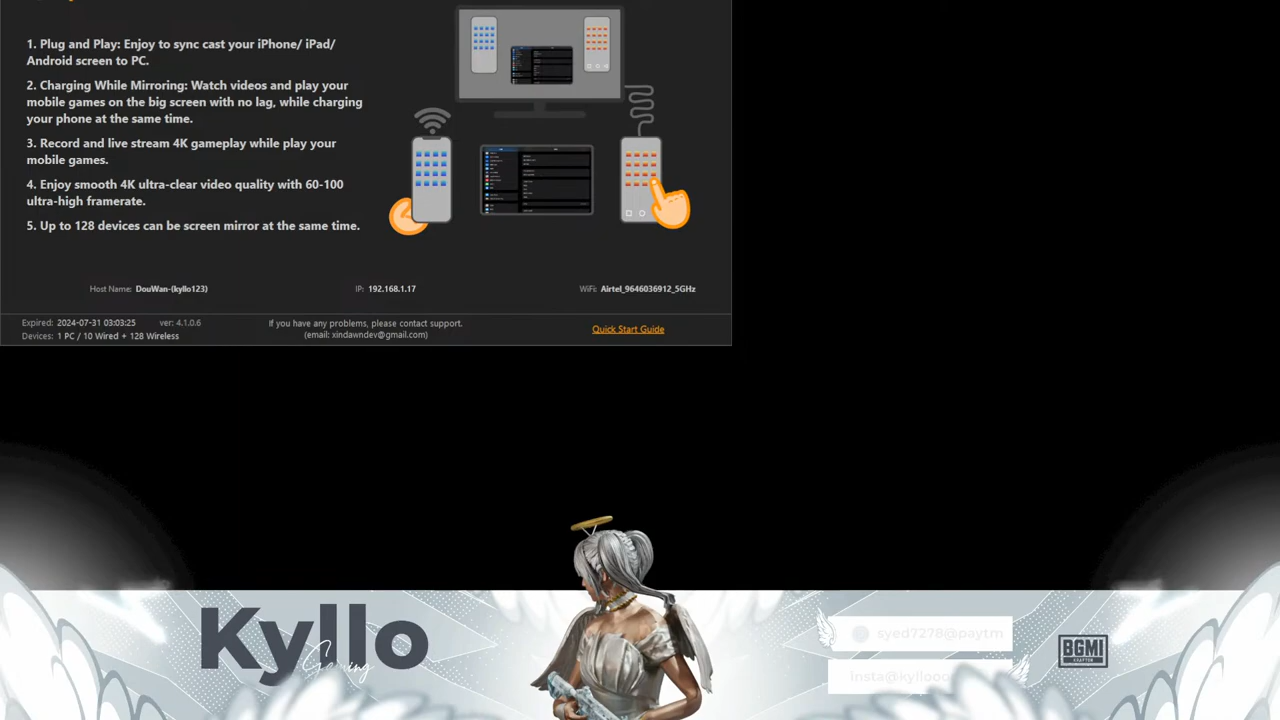 1. Plug and Play: Enjoy to sync cast your iPhone/ iPad/
Android screen to PC.
2. Charging While Mirroring: Watch videos and play your
mobile games on the big screen with no lag, while charging
your phone at the same time.
3. Record and live stream 4K gameplay while play your
mobile games.
4. Enjoy smooth 4K ultra-clear video quality with 60-100
ultra-high framerate.
5. Up to 128 devices can be screen mirror at the same time.
Host Name: DouWan-(kyllo123)
IP: 192.168.1.17
WiFi: Airtel_9646036912_5GHz
Expired: 2024-07-31 03:03:25 ver: 4.1.0.6
Devices: 1 PC / 10 Wired + 128 Wireless
If you have any problems, please contact support.
(email: xindawndev@gmail.com)
Quick Start Guide
Kyllo
Gaming
syed7278@paytm
BGMI